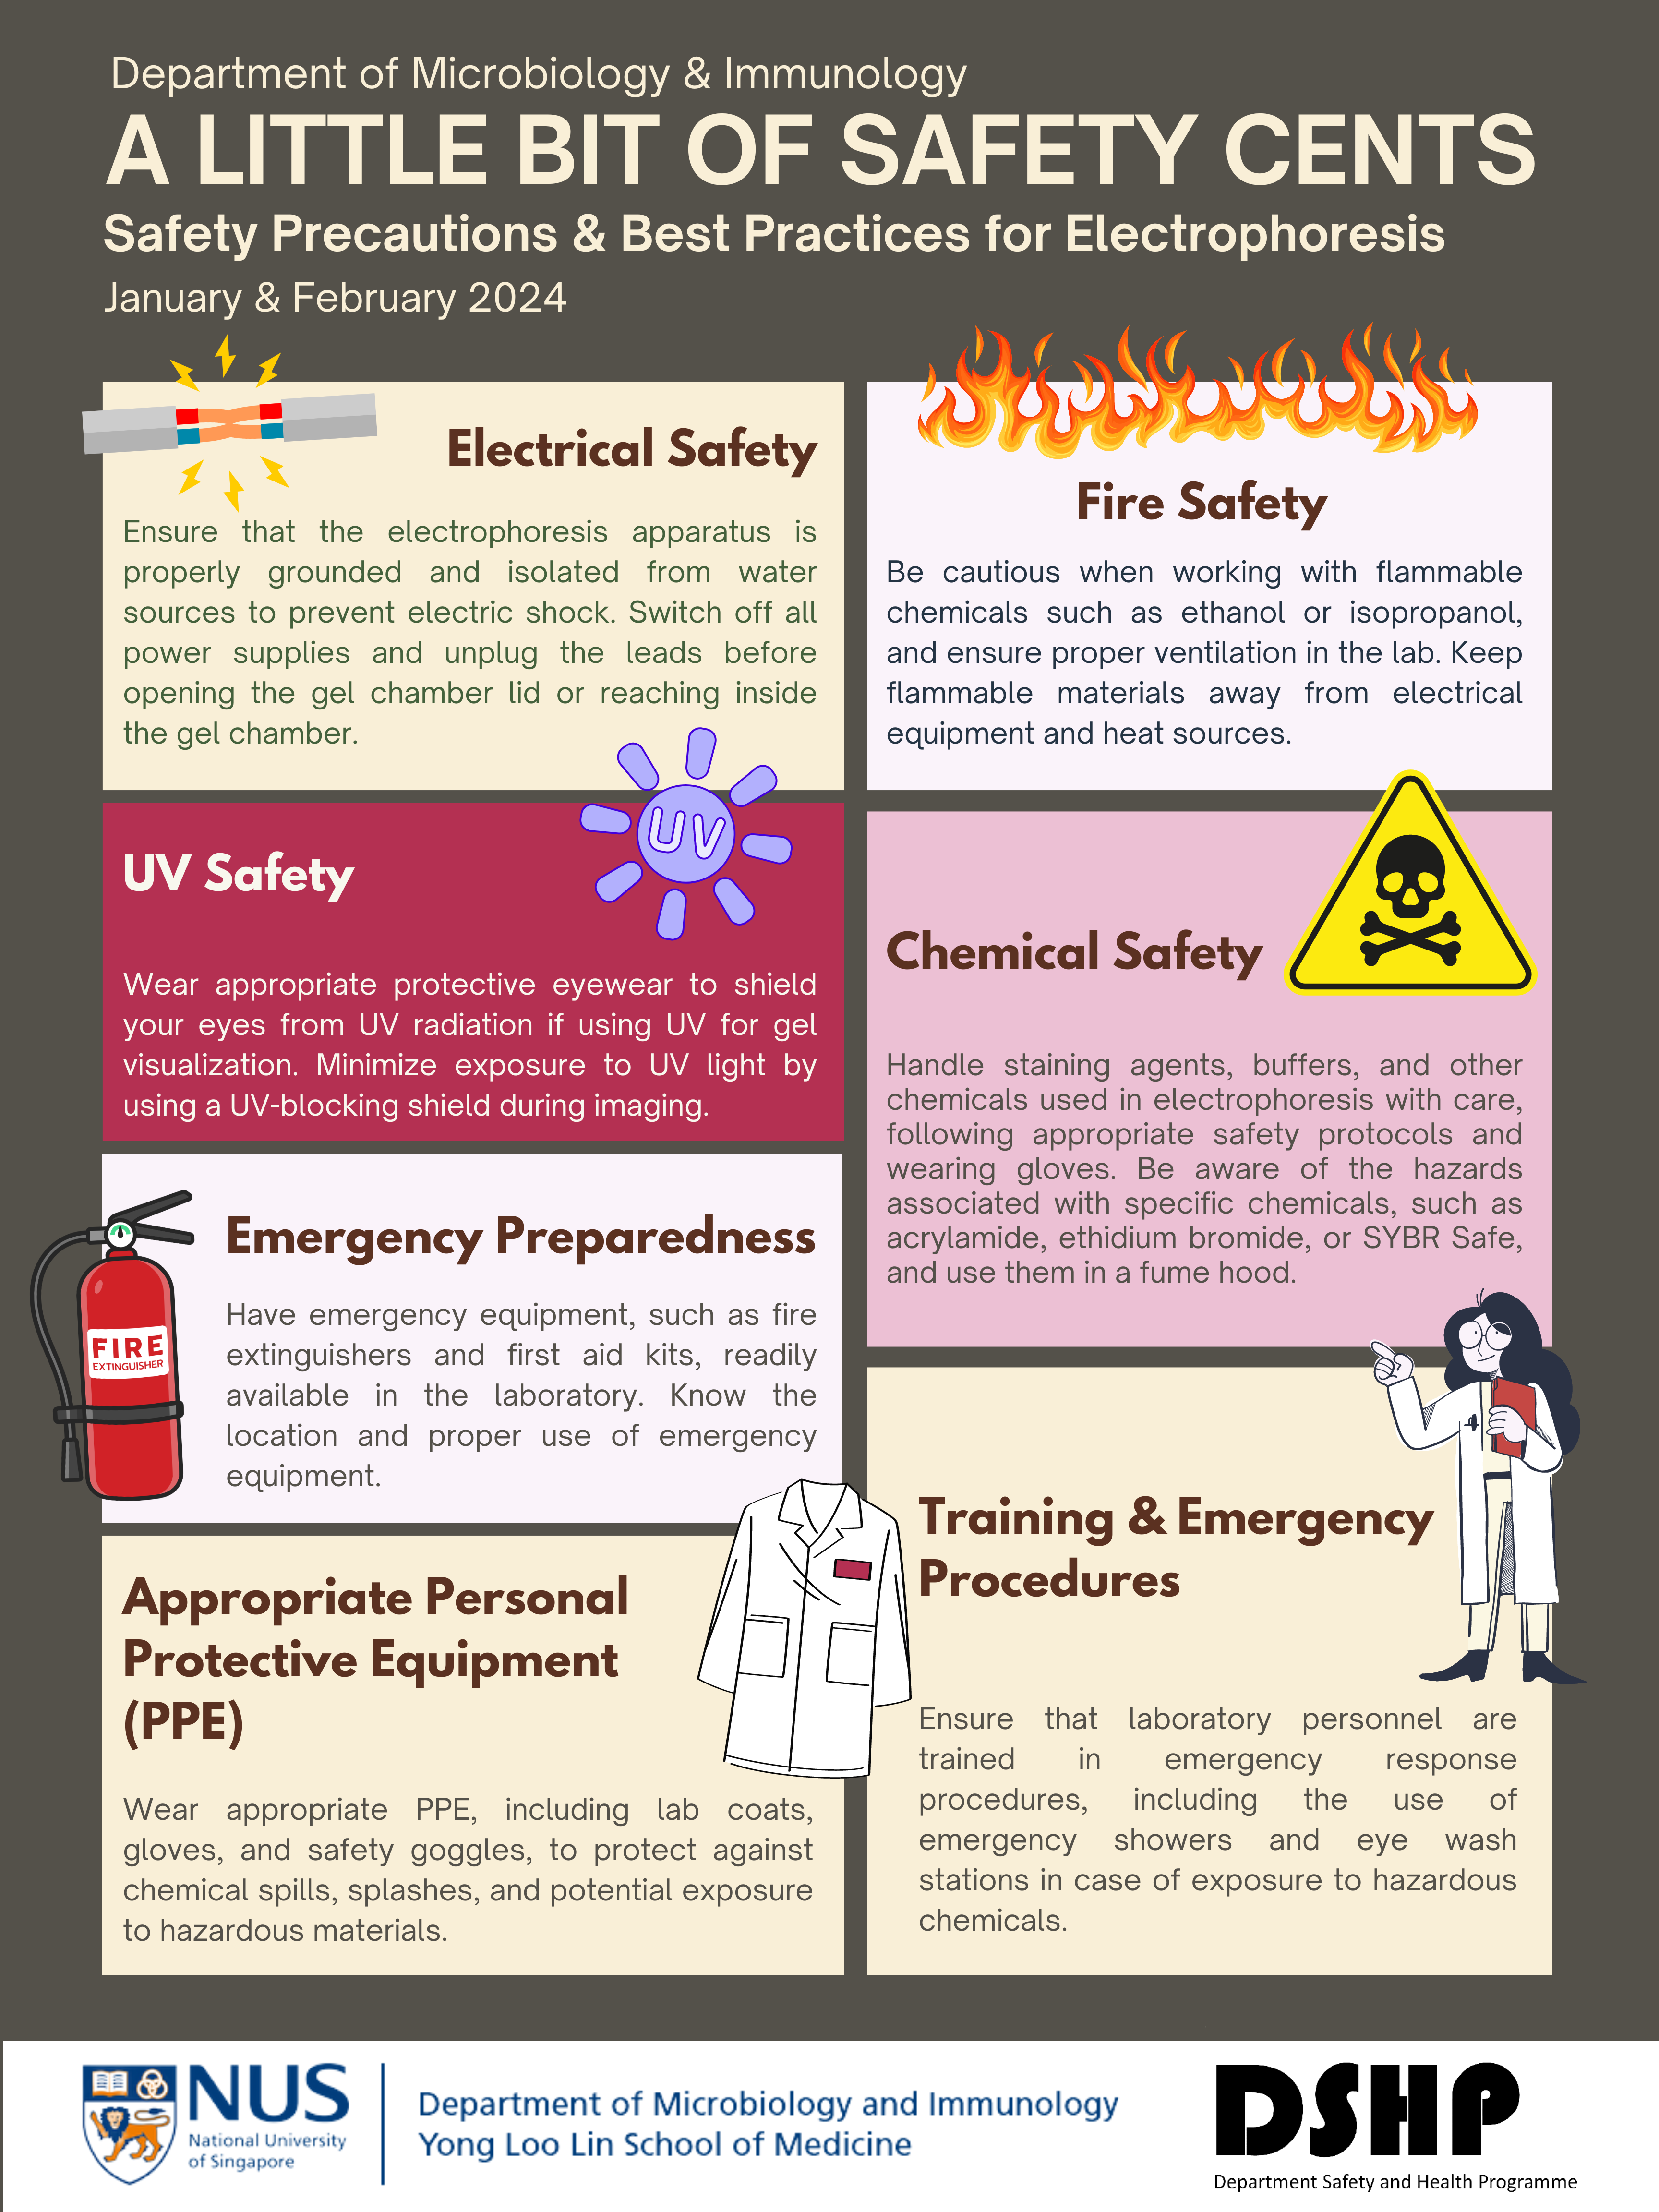 Department of Microbiology & Immunology
A LITTLE BIT OF SAFETY CENTS
Safety Precautions & Best Practices for Electrophoresis
January & February 2024
Electrical Safety
Ensure that the electrophoresis apparatus is
properly grounded and isolated from water
sources to prevent electric shock. Switch off all
power supplies and unplug the leads before
opening the gel chamber lid or reaching inside
the gel chamber.
Fire Safety
Be cautious when working with flammable
chemicals such as ethanol or isopropanol,
and ensure proper ventilation in the lab. Keep
flammable materials away from electrical
equipment and heat sources.
UV
UV Safety
Wear appropriate protective eyewear to shield
your eyes from UV radiation if using UV for gel
visualization. Minimize exposure to UV light by
using a UV-blocking shield during imaging.
Chemical Safety
Handle staining agents, buffers, and other
chemicals used in electrophoresis with care,
following appropriate safety protocols and
wearing gloves. Be aware of the hazards
associated with specific chemicals, such as
acrylamide, ethidium bromide, or SYBR Safe,
and use them in a fume hood.
FIRE
EXTINGUISHER
Emergency Preparedness
Have emergency equipment, such as fire
extinguishers and first aid kits, readily
available in the laboratory. Know the
location and proper use of emergency
equipment.
Appropriate Personal
Protective Equipment
(PPE)
Wear appropriate PPE, including lab coats,
gloves, and safety goggles, to protect against
chemical spills, splashes, and potential exposure
to hazardous materials.
Training & Emergency
Procedures
Ensure that laboratory personnel are
trained in emergency response
procedures, including the use of
emergency showers and eye wash
stations in case of exposure to hazardous
chemicals.
NUS
National University
of Singapore
Department of Microbiology and Immunology
Yong Loo Lin School of Medicine
DSHP
Department Safety and Health Programme